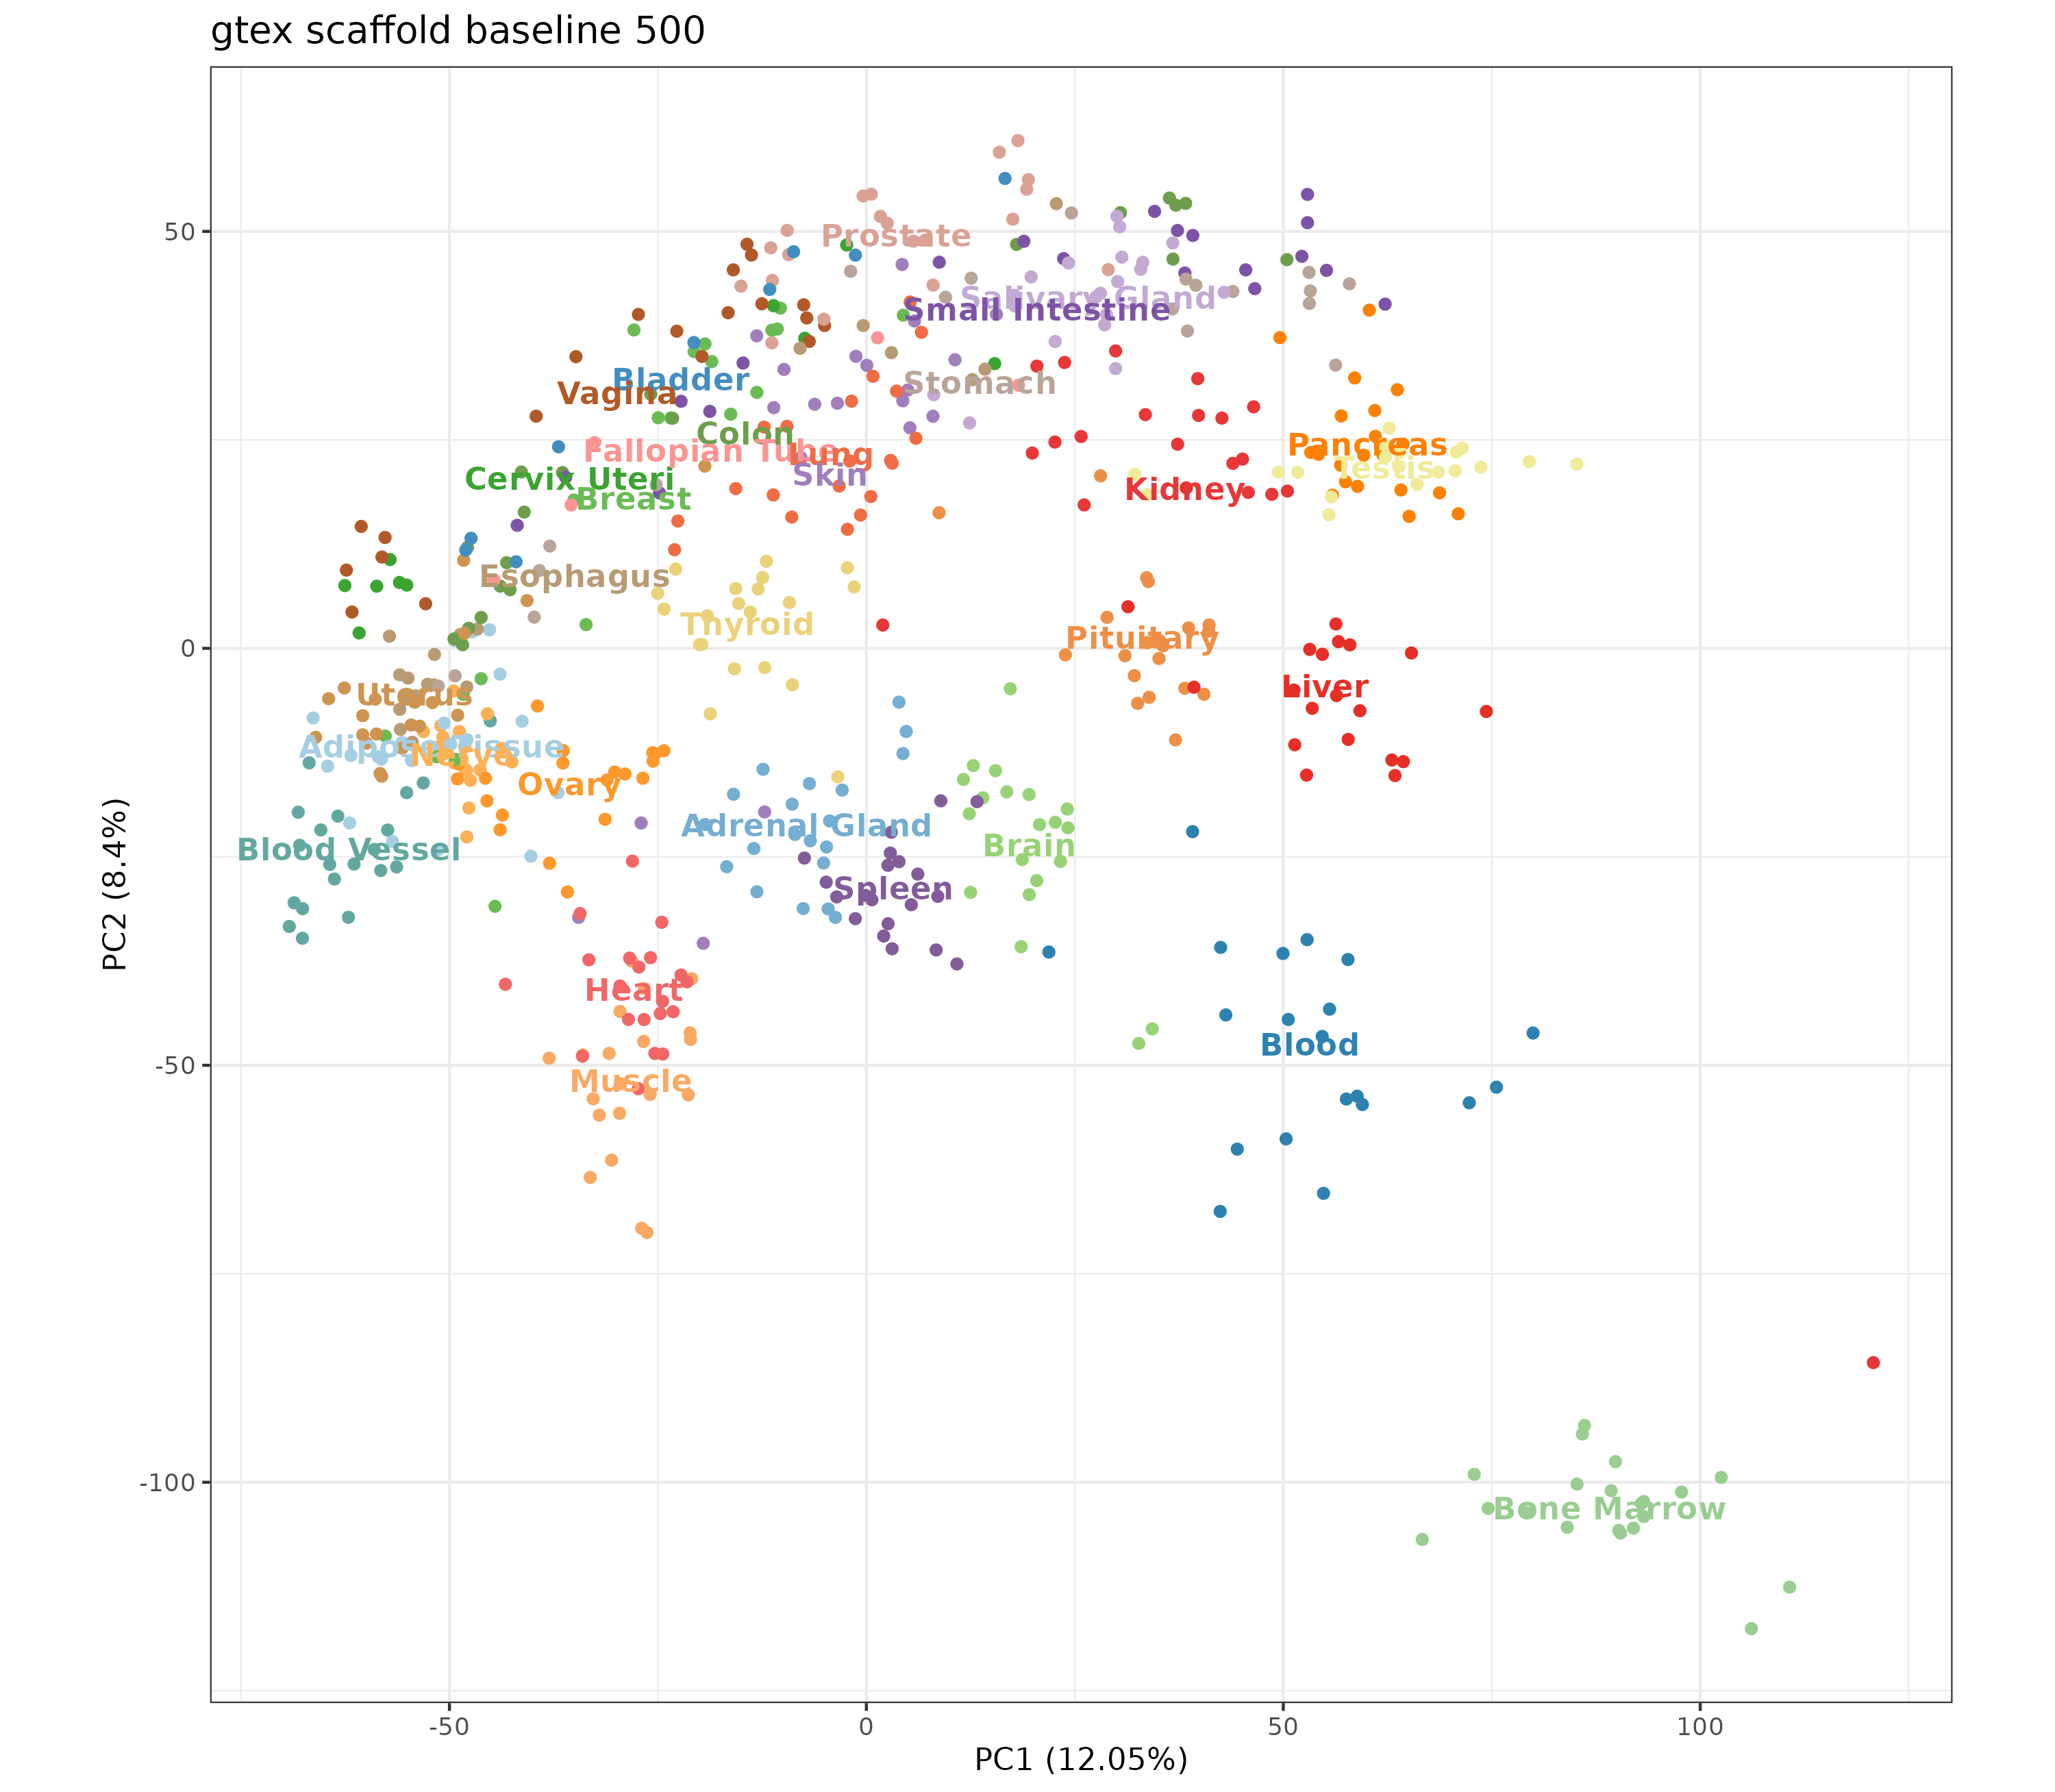 gtex scaffold baseline 500
50
0
-50
-100
PC2 (8.4%)
Prostate
Salivary Gland
Small Intestine
Bladder
Stomach
Vagina
Colon
Fallopian Tube
Lung
Pancreas
Testis
Skin
Cervix Uteri
Kidney
Breast
Esophagus
Thyroid
Pituitary
Uterus
Liver
Adipose Tissue
Nerve
Ovary
Adrenal Gland
Blood Vessel
Brain
Spleen
Heart
Blood
Muscle
Bone Marrow
-50
0
50
100
PC1 (12.05%)